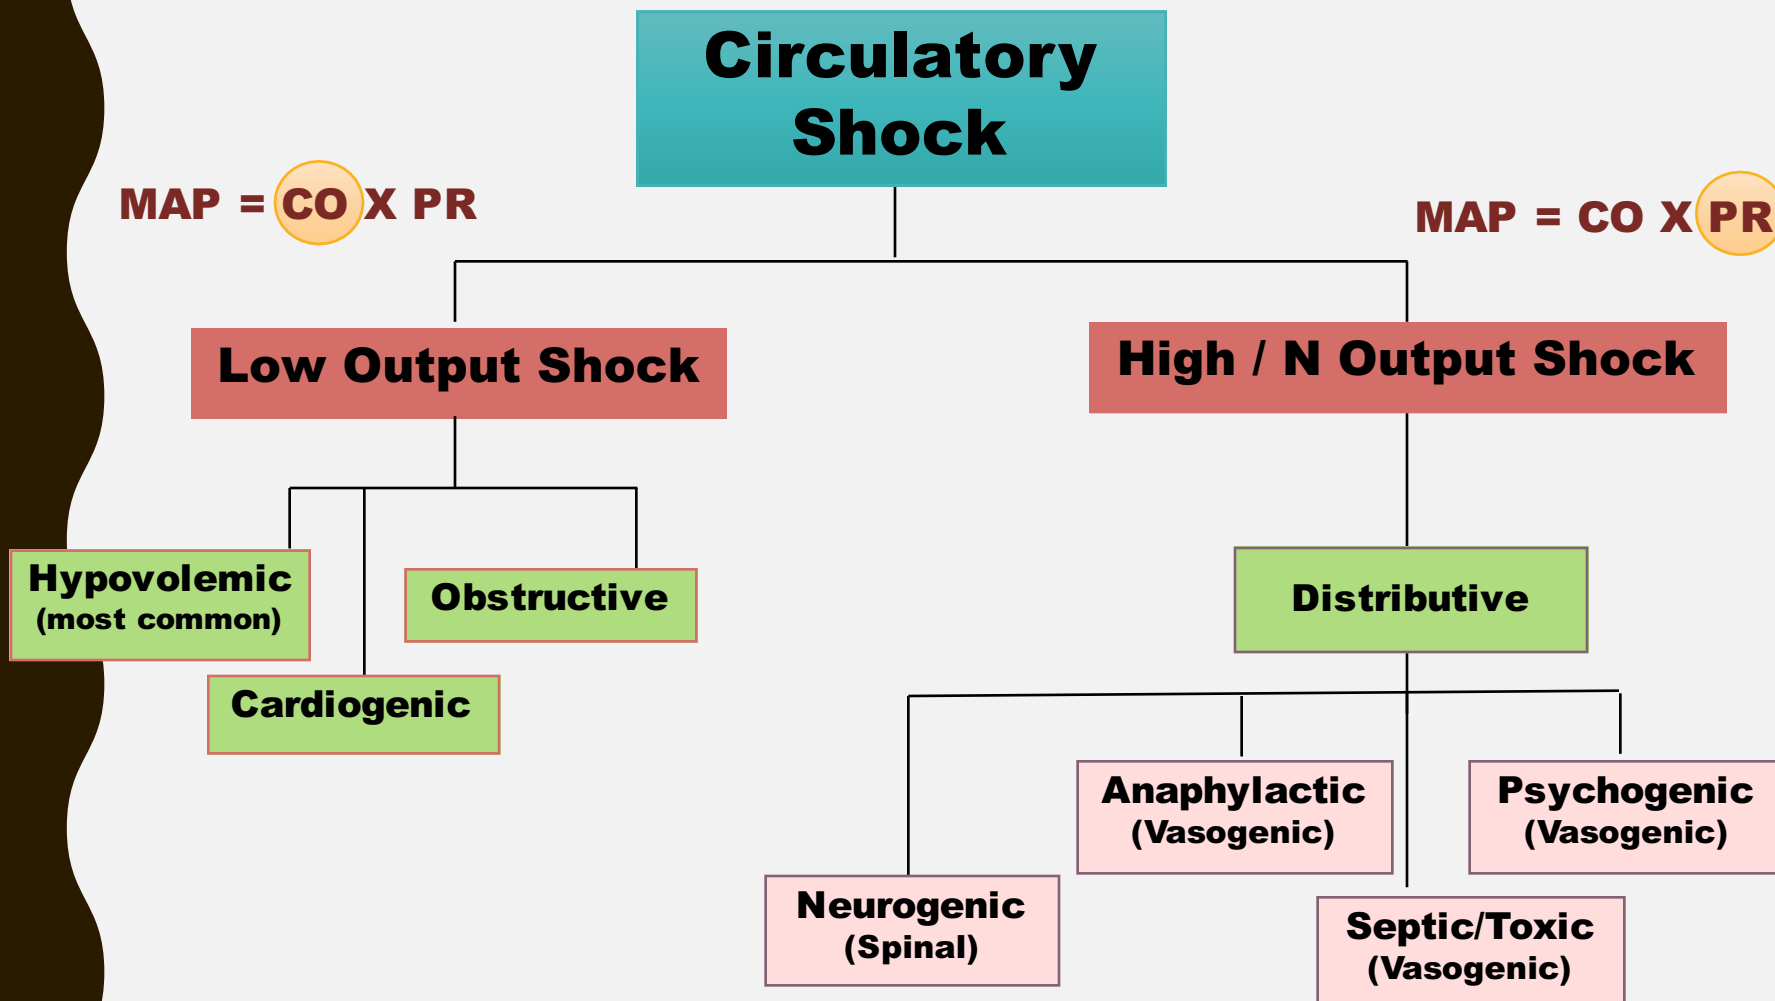 Circulatory
Shock
MAP = CO X PR
MAP = CO X PR
Low Output Shock
High / N Output Shock
Hypovolemic
(most common)
Obstructive
Distributive
Cardiogenic
Anaphylactic
(Vasogenic)
Psychogenic
(Vasogenic)
Neurogenic
(Spinal)
Septic/Toxic
(Vasogenic)